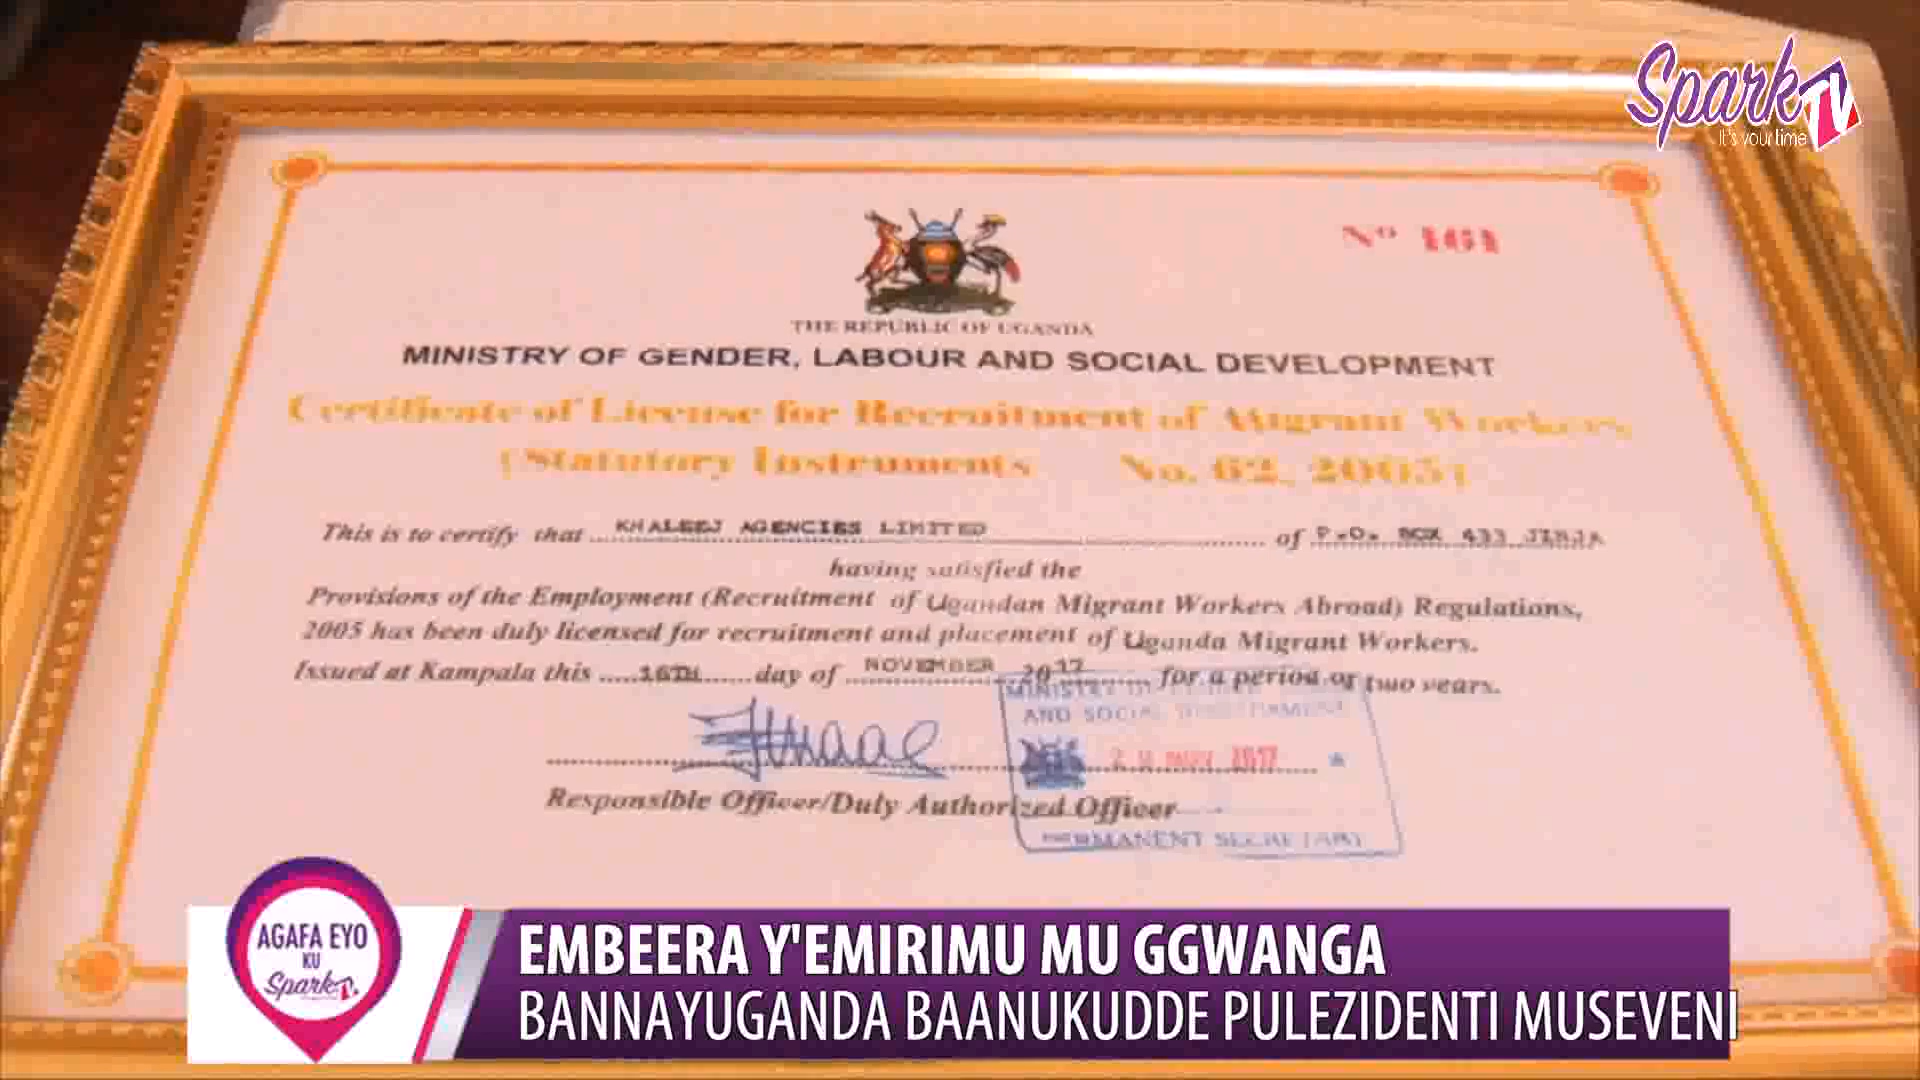 Spark TV
It's your time
Nº 161
THE REPUBLIC OF UGANDA
MINISTRY OF GENDER, LABOUR AND SOCIAL DEVELOPMENT
Certificate of License for Recruitment of Migrant Workers
(Statutory Instruments No. 62, 2005)
This is to certify that KHALEEJ AGENCIES LIMITED of P.O. BOX 433 JINJA
having satisfied the
Provisions of the Employment (Recruitment of Ugandan Migrant Workers Abroad) Regulations,
2005 has been duly licensed for recruitment and placement of Uganda Migrant Workers.
Issued at Kampala this 16TH day of NOVEMBER 2017 for a period of two years.
AND SOCIAL DEVELOPMENT
NOV 2017
Responsible Officer/Duly Authorized Officer
PERMANENT SECRETARY
AGAFA EYO
KU
Spark TV
EMBEERA Y'EMIRIMU MU GGWANGA
BANNAYUGANDA BAANUKUDDE PULEZIDENTI MUSEVENI